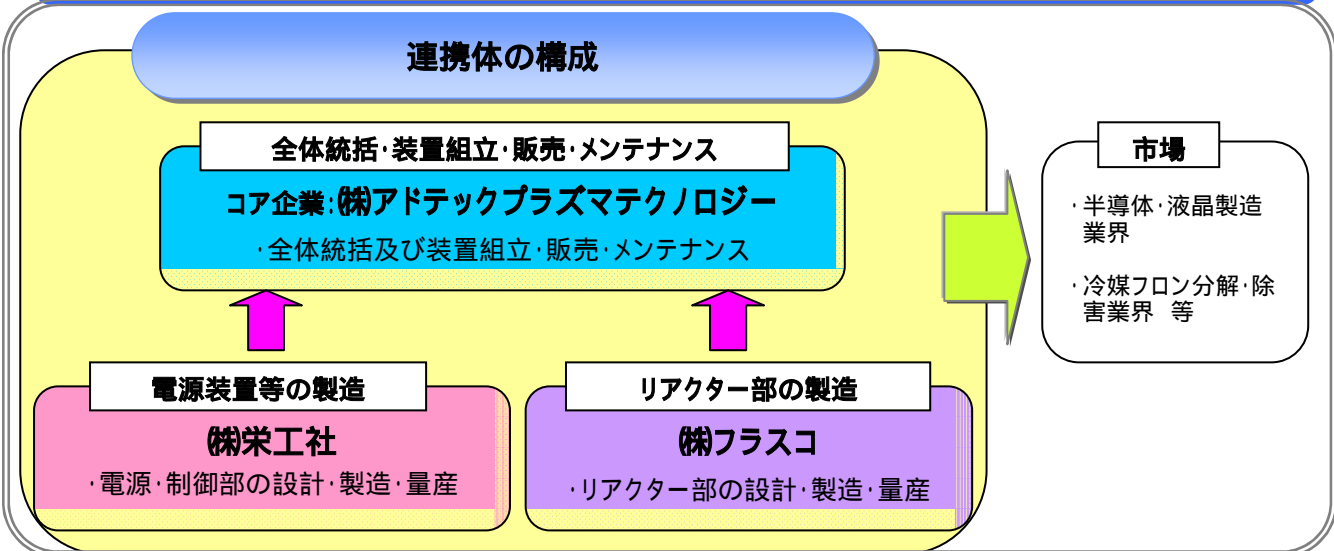 連携体の構成
全体統括･装置組立･販売･メンテナンス
コア企業:㈱アドテックプラズマテクノロジー
･全体統括及び装置組立･販売･メンテナンス
市場
･半導体･液晶製造
業界
･冷媒フロン分解･除
害業界 等
電源装置等の製造
㈱栄工社
･電源･制御部の設計･製造･量産
リアクター部の製造
㈱フラスコ
･リアクター部の設計･製造･量産